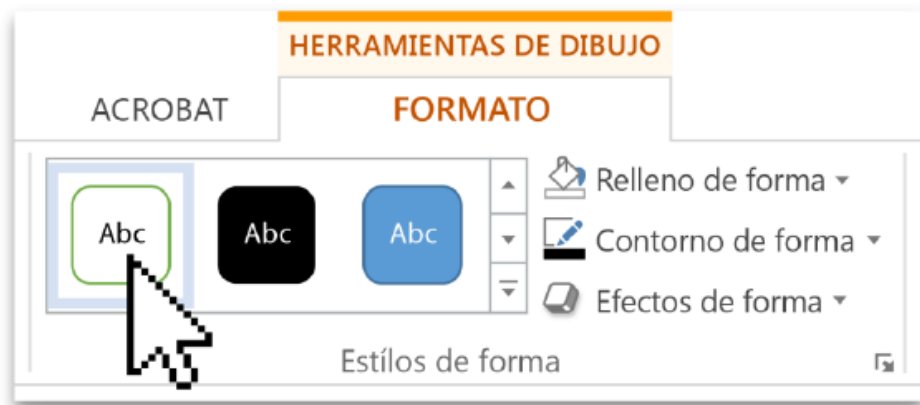 HERRAMIENTAS DE DIBUJO
ACROBAT FORMATO
Abc Abc Abc
Relleno de forma
Contorno de forma
Efectos de forma
Estílos de forma